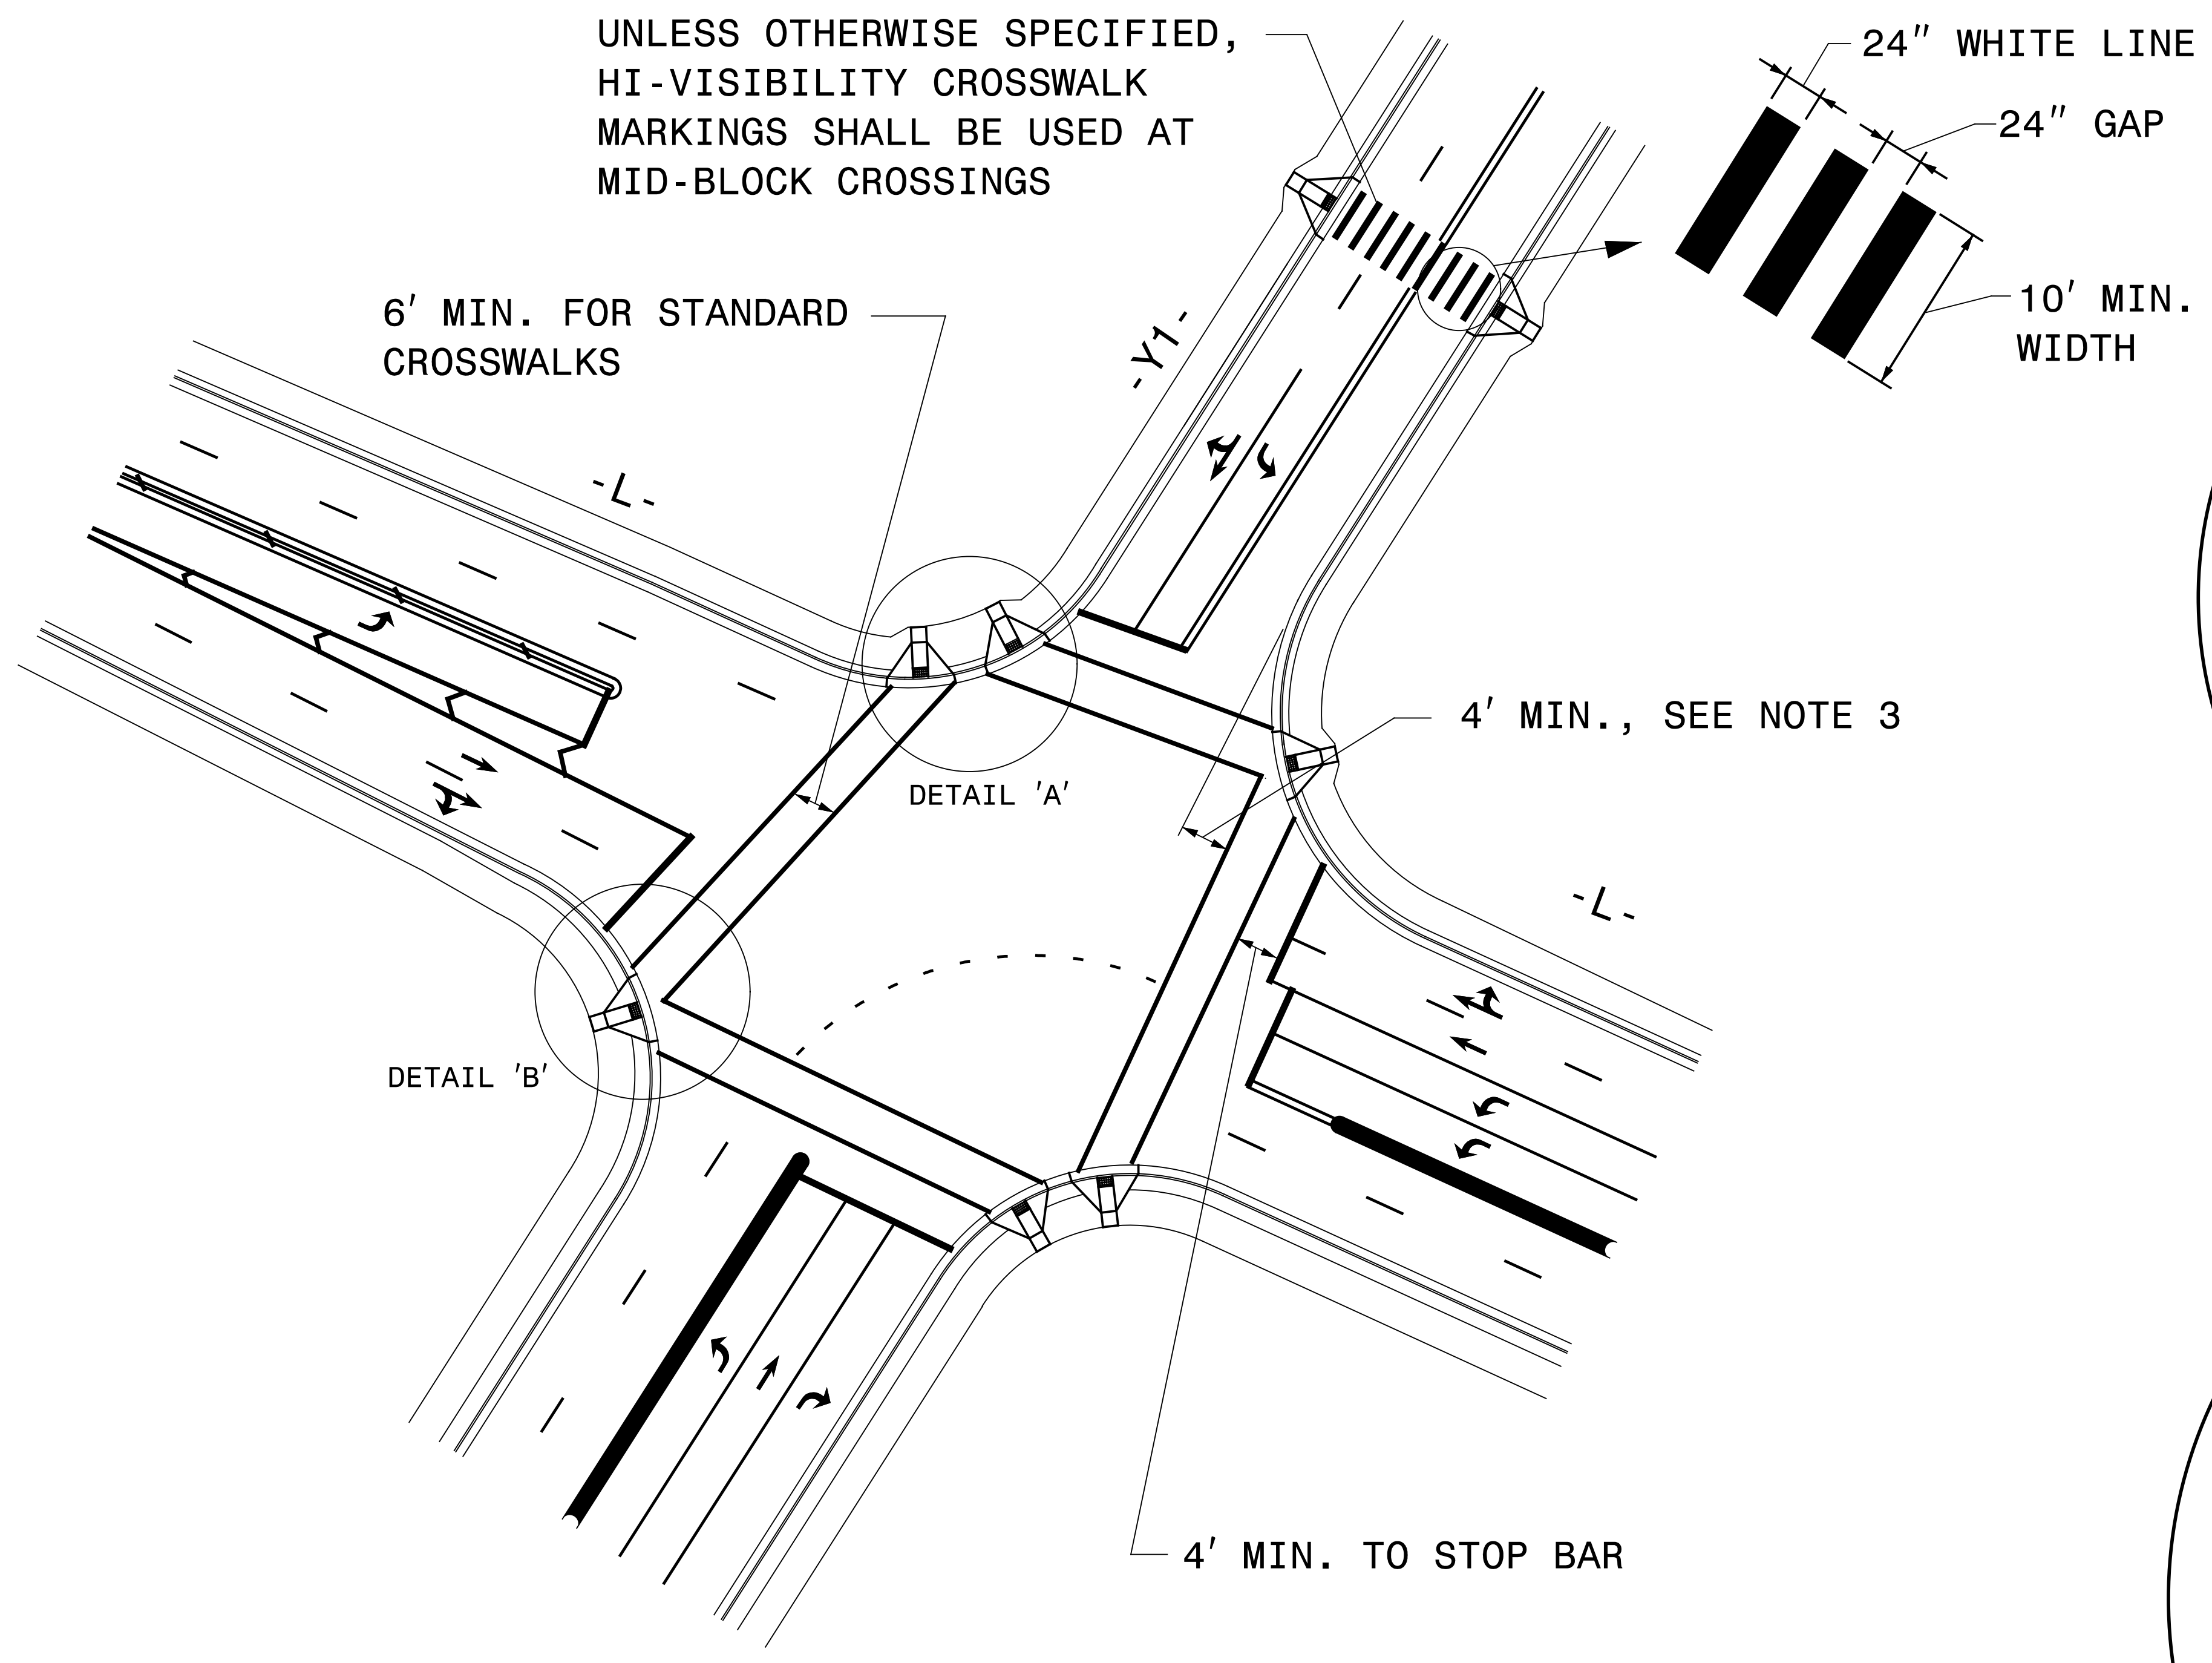 UNLESS OTHERWISE SPECIFIED,
HI-VISIBILITY CROSSWALK
MARKINGS SHALL BE USED AT
MID-BLOCK CROSSINGS
24" WHITE LINE
24" GAP
10' MIN.
WIDTH
6' MIN. FOR STANDARD
CROSSWALKS
-Y1-
-L-
4' MIN., SEE NOTE 3
DETAIL 'A'
-L-
DETAIL 'B'
4' MIN. TO STOP BAR